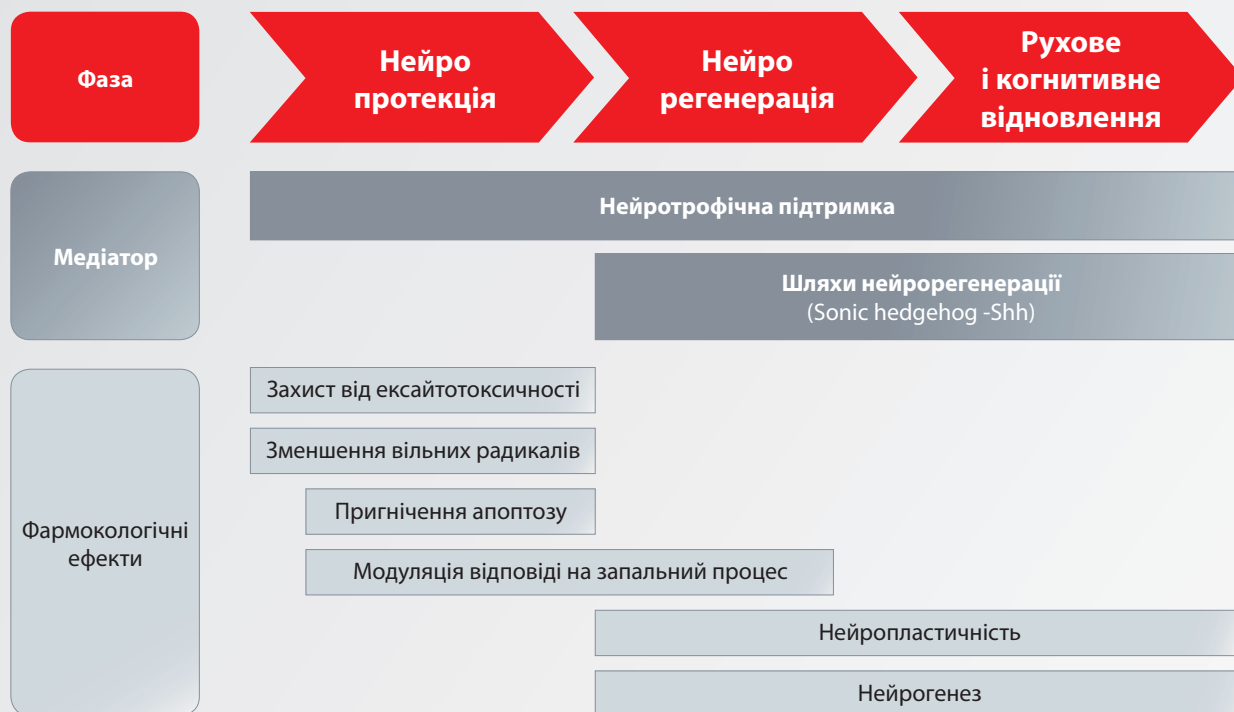 Фаза
Нейро
протекція
Нейро
регенерація
Рухове
і когнитивне
відновлення
Медіатор
Нейротрофічна підтримка
Шляхи нейрорегенерації
(Sonic hedgehog -Shh)
Фармокологічні
ефекти
Захист від ексайтотоксичності
Зменшення вільних радикалів
Пригнічення апоптозу
Модуляція відповіді на запальний процес
Нейропластичність
Нейрогенез